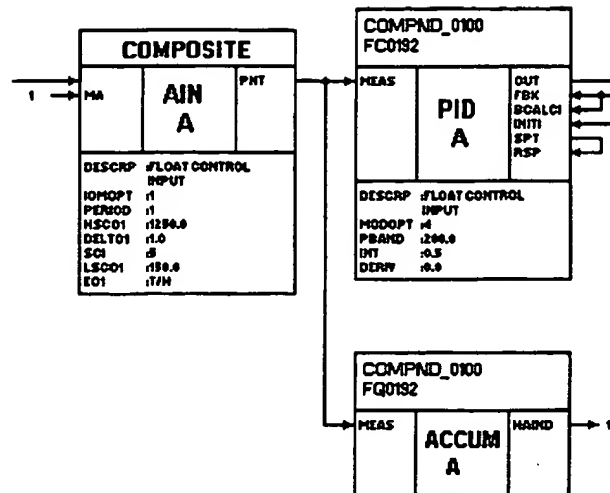 COMPOSITE
MA
AIN
A
PNT
1
DESCRP :FLOAT CONTROL
INPUT
IOMOPT :1
PERIOD :1
HSCO1 :1250.0
DELTO1 :1.0
SCI :5
LSCO1 :150.0
EO1 :T/H
COMPND_0100
FC0192
MEAS
PID
A
OUT
FBK
BCALCI
INITI
SPT
RSP
DESCRP :FLOAT CONTROL
INPUT
MODOPT :4
PBAND :200.0
INT :0.5
DERIV :0.0
COMPND_0100
FQ0192
MEAS
ACCUM
A
1